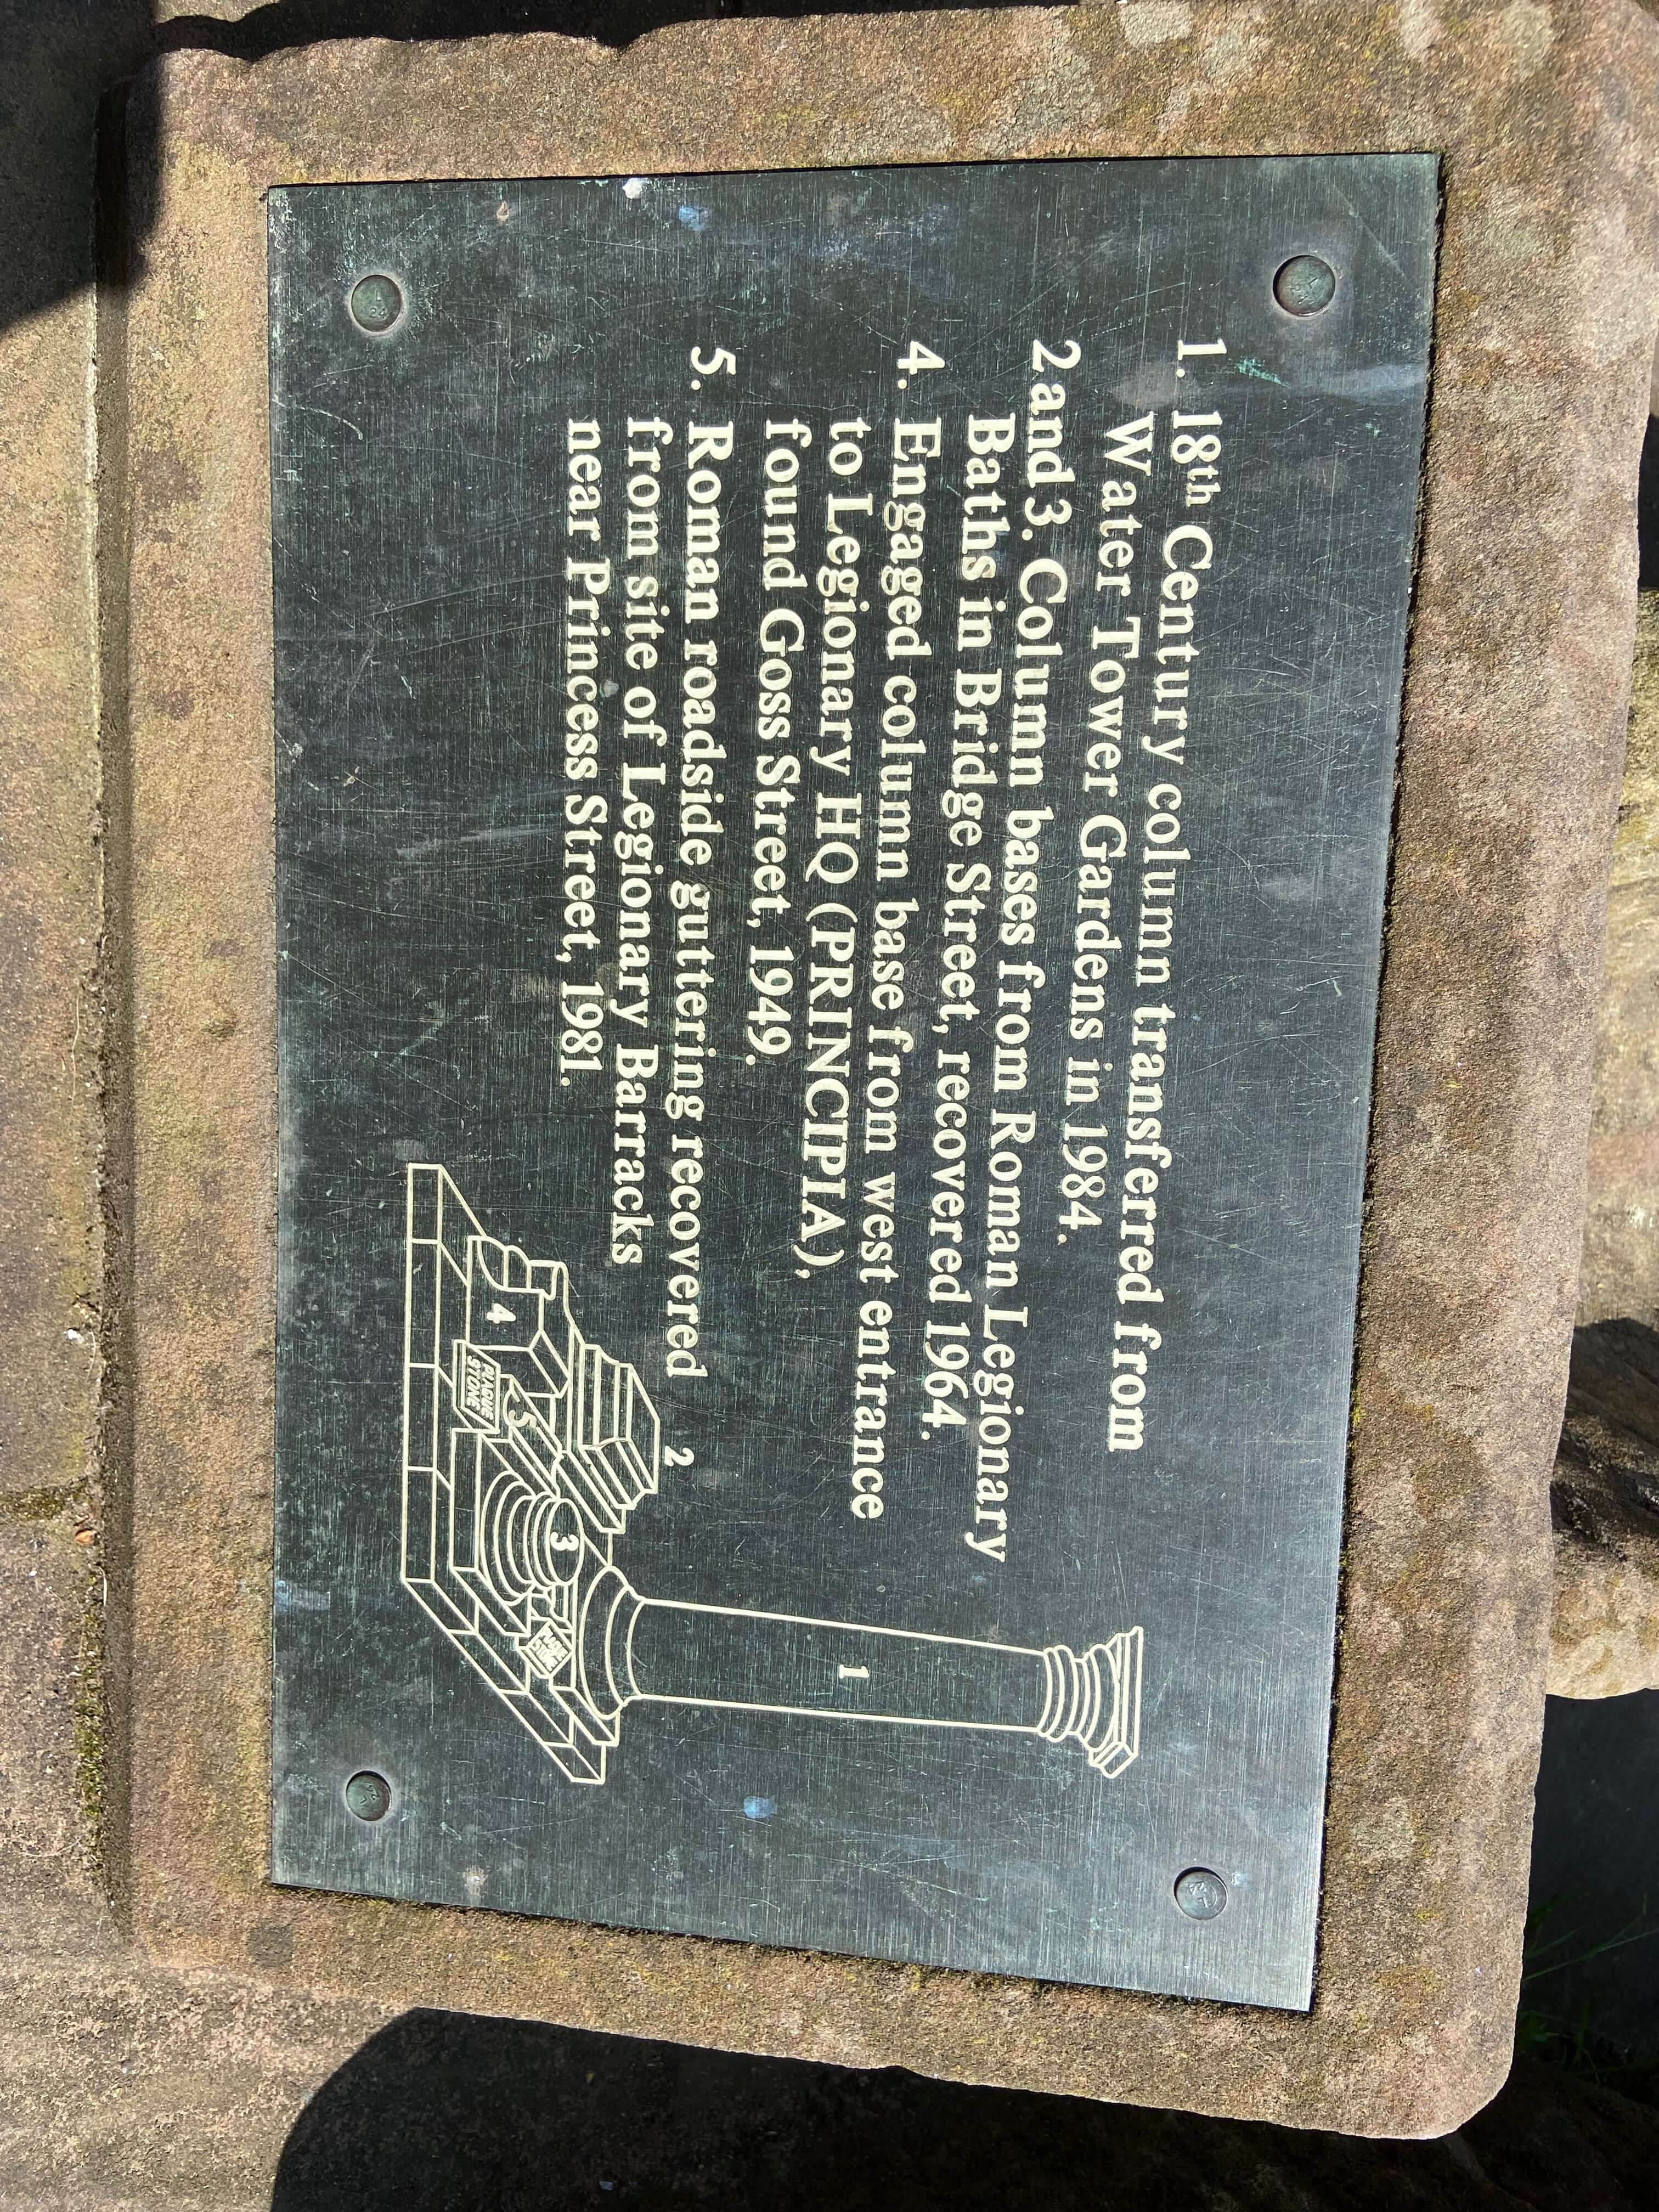 1. 18th Century column transferred from
Water Tower Gardens in 1984.
2 and 3. Column bases from Roman Legionary
Baths in Bridge Street, recovered 1964.
4. Engaged column base from west entrance
to Legionary HQ (PRINCIPIA),
found Goss Street, 1949.
5. Roman roadside guttering recovered
from site of Legionary Barracks
near Princess Street, 1981.
1
2
3
4
5
PLAQUE
STONE